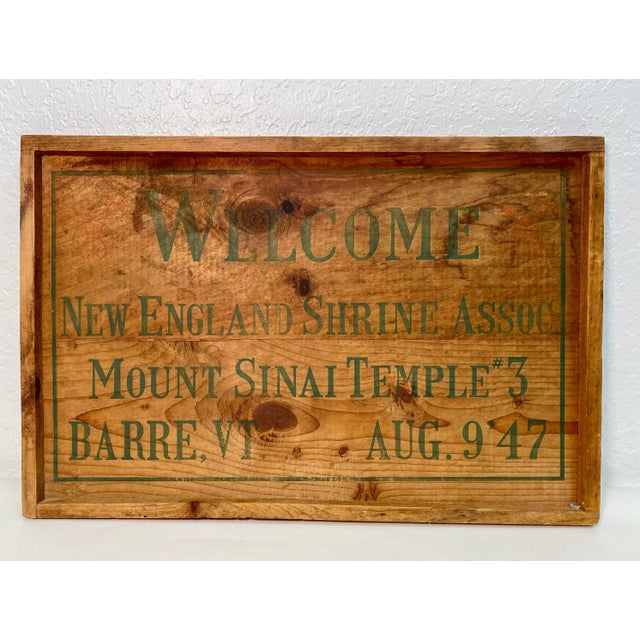 WELCOME
NEW ENGLAND SHRINE ASSOC.
MOUNT SINAI TEMPLE #3
BARRE, VT. AUG. 9 '47